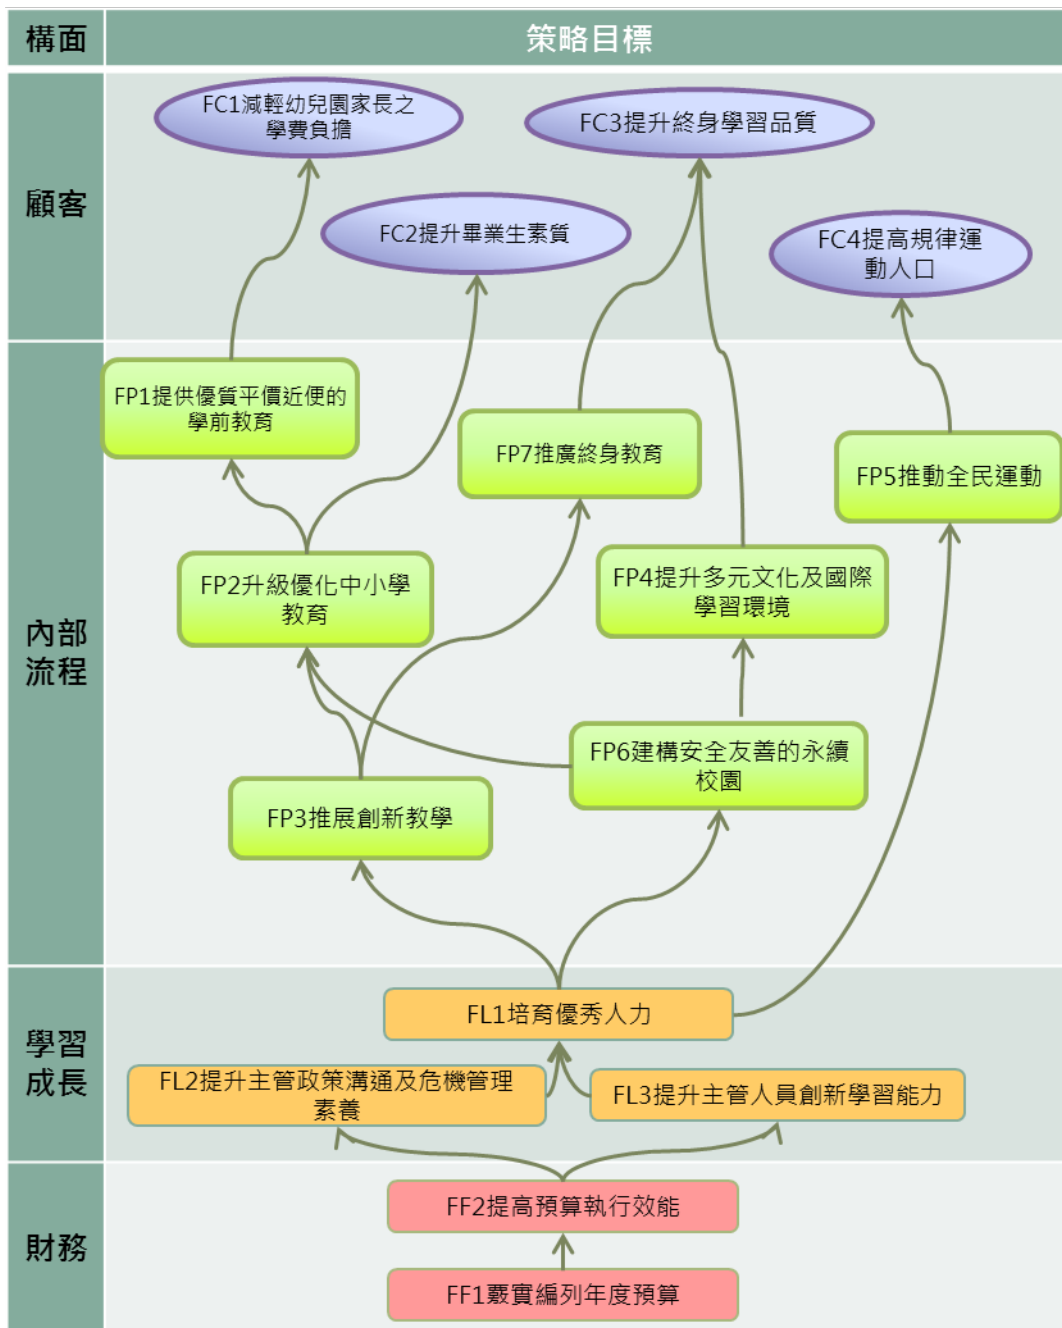 構面
策略目標
顧客
FC1減輕幼兒園家長之
學費負擔
FC3提升終身學習品質
FC2提升畢業生素質
FC4提高規律運
動人口
內部
流程
FP1提供優質平價近便的
學前教育
FP7推廣終身教育
FP5推動全民運動
FP2升級優化中小學
教育
FP4提升多元文化及國際
學習環境
FP6建構安全友善的永續
校園
FP3推展創新教學
學習
成長
FL1培育優秀人力
FL2提升主管政策溝通及危機管理
素養
FL3提升主管人員創新學習能力
財務
FF2提高預算執行效能
FF1覈實編列年度預算